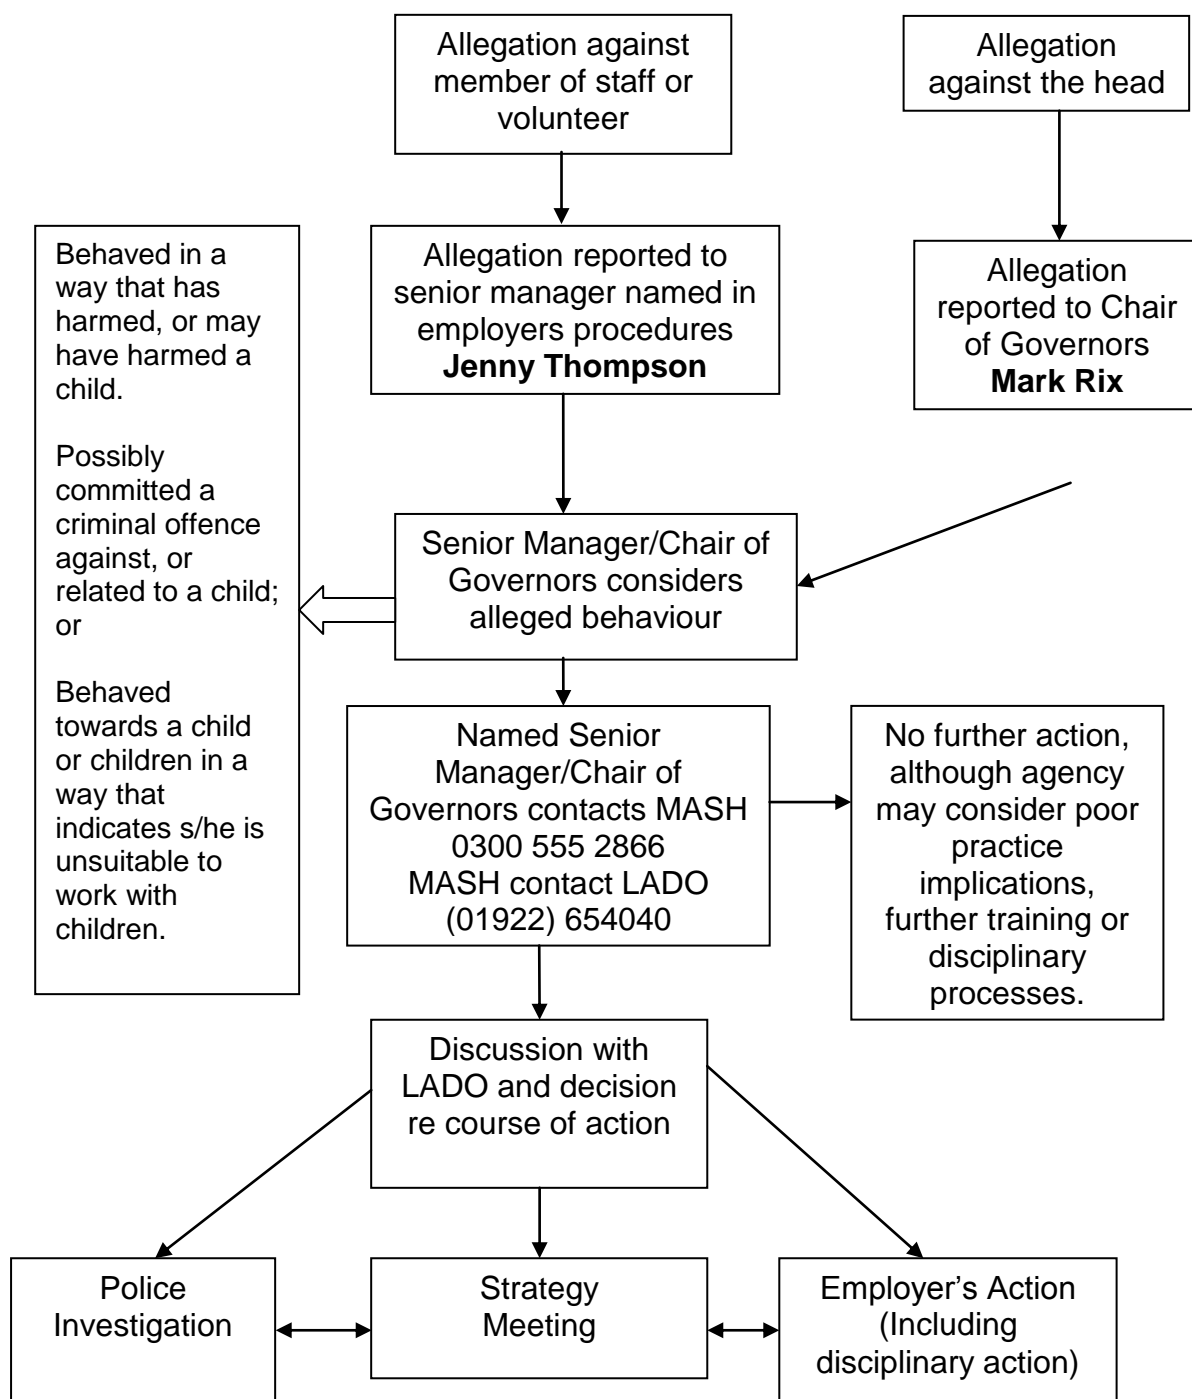 Allegation against
member of staff or
volunteer
Allegation
against the head
Behaved in a
way that has
harmed, or may
have harmed a
child.
Possibly
committed a
criminal offence
against, or
related to a child;
or
Behaved
towards a child
or children in a
way that
indicates s/he is
unsuitable to
work with
children.
Allegation reported to
senior manager named in
employers procedures
Jenny Thompson
Allegation
reported to Chair
of Governors
Mark Rix
Senior Manager/Chair of
Governors considers
alleged behaviour
Named Senior
Manager/Chair of
Governors contacts MASH
0300 555 2866
MASH contact LADO
(01922) 654040
No further action,
although agency
may consider poor
practice
implications,
further training or
disciplinary
processes.
Discussion with
LADO and decision
re course of action
Police
Investigation
Strategy
Meeting
Employer’s Action
(Including
disciplinary action)